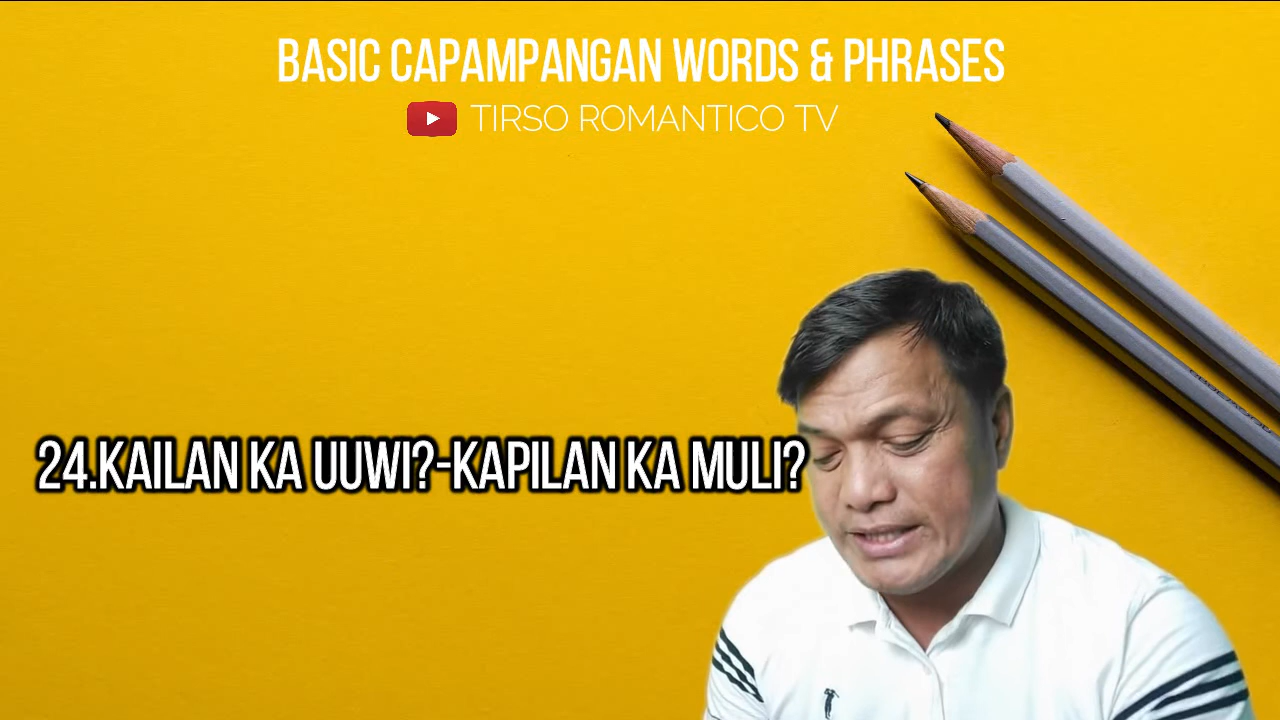 BASIC CAPAMPANGAN WORDS & PHRASES
TIRSO ROMANTICO TV
24.KAILAN KA UUWI?-KAPILAN KA MULI?